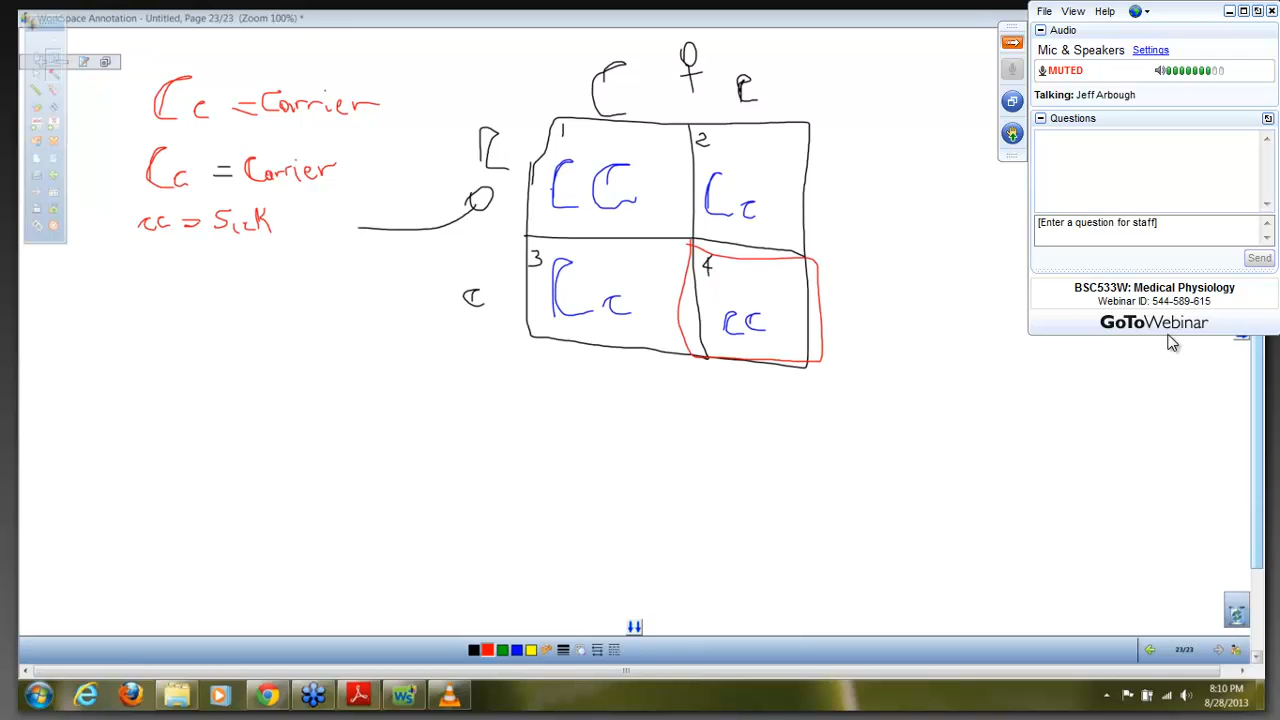 WorkSpace Annotation - Untitled, Page 23/23 (Zoom 100%) *
File View Help
Audio
Mic & Speakers Settings
MUTED
Talking: Jeff Arbough
Questions
[Enter a question for staff]
Send
BSC533W: Medical Physiology
Webinar ID: 544-589-615
GoToWebinar
C ♀ c
Cc = Carrier
C
1 CC
2 Cc
Cc = Carrier
cc = Sick
c
3 Cc
4 cc
23/23
8:10 PM
8/28/2013